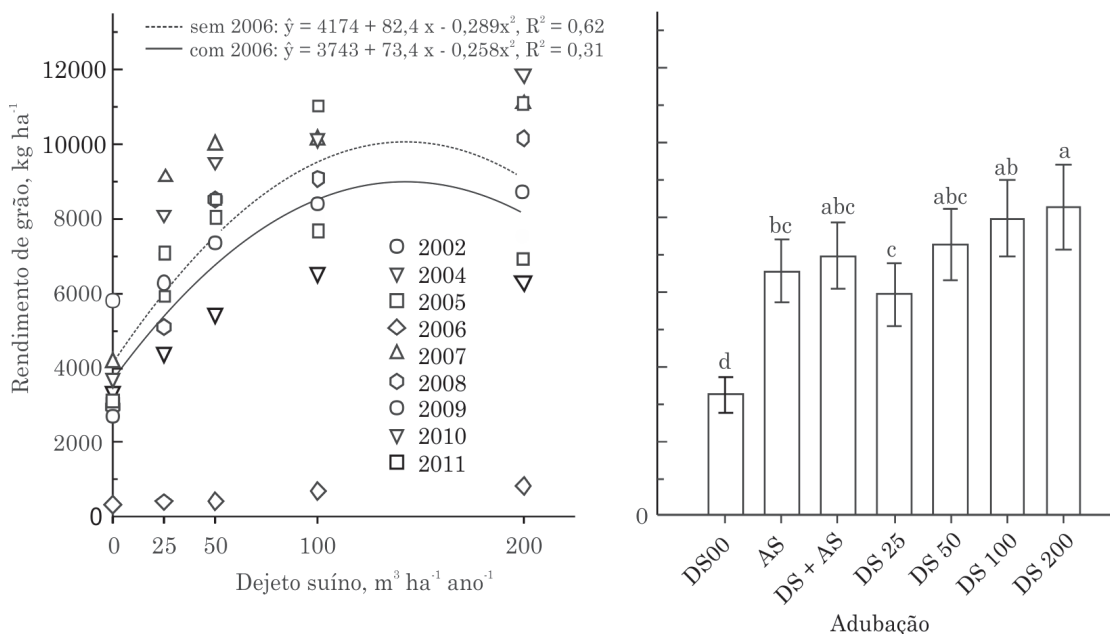 sem 2006: ŷ = 4174 + 82,4 x - 0,289x², R² = 0,62
com 2006: ŷ = 3743 + 73,4 x - 0,258x², R² = 0,31
Rendimento de grão, kg ha⁻¹
12000
10000
8000
6000
4000
2000
0
2002
2004
2005
2006
2007
2008
2009
2010
2011
0 25 50 100 200
Dejeto suíno, m³ ha⁻¹ ano⁻¹
d bc abc c abc ab a
0
DS00 AS DS + AS DS 25 DS 50 DS 100 DS 200
Adubação